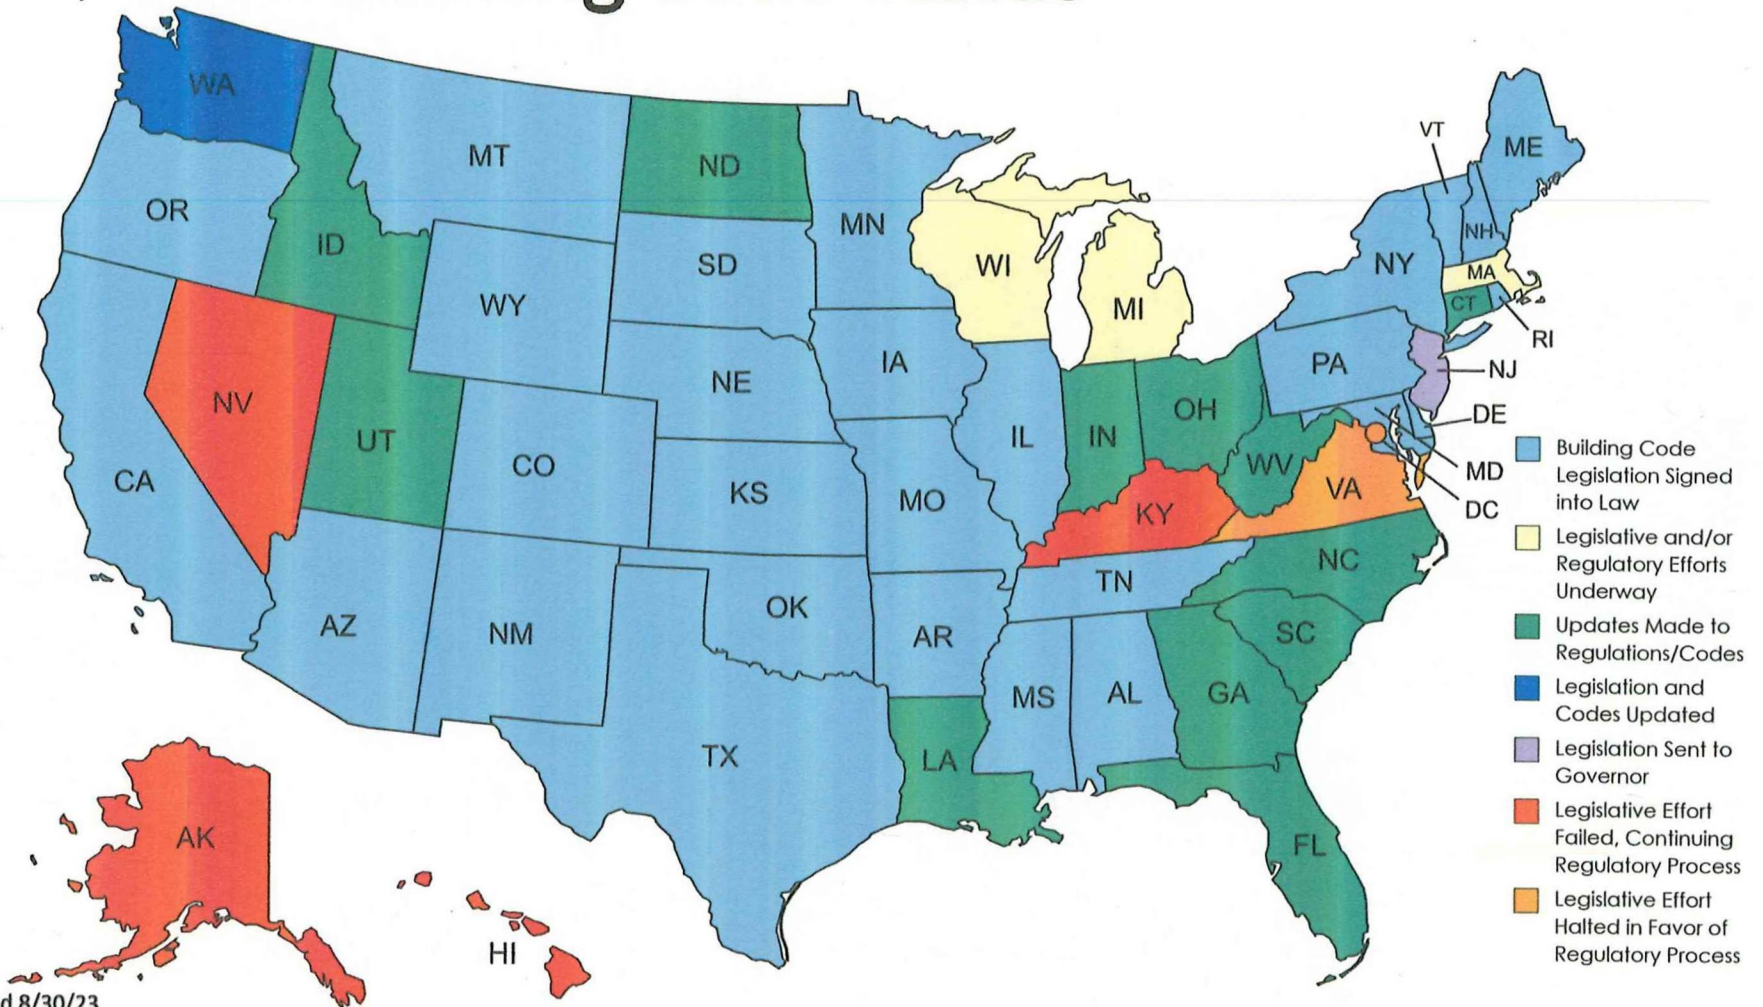 WA
MT
ND
VT
ME
OR
ID
MN
NH
SD
WI
NY
MA
WY
MI
CT
RI
IA
PA
NJ
NE
NV
OH
DE
UT
IN
IL
CO
WV
MD
CA
KS
MO
VA
DC
KY
NC
TN
OK
AZ
NM
AR
SC
MS
AL
GA
TX
LA
FL
AK
HI
Building Code
Legislation Signed
into Law
Legislative and/or
Regulatory Efforts
Underway
Updates Made to
Regulations/Codes
Legislation and
Codes Updated
Legislation Sent to
Governor
Legislative Effort
Failed, Continuing
Regulatory Process
Legislative Effort
Halted in Favor of
Regulatory Process
8/30/23